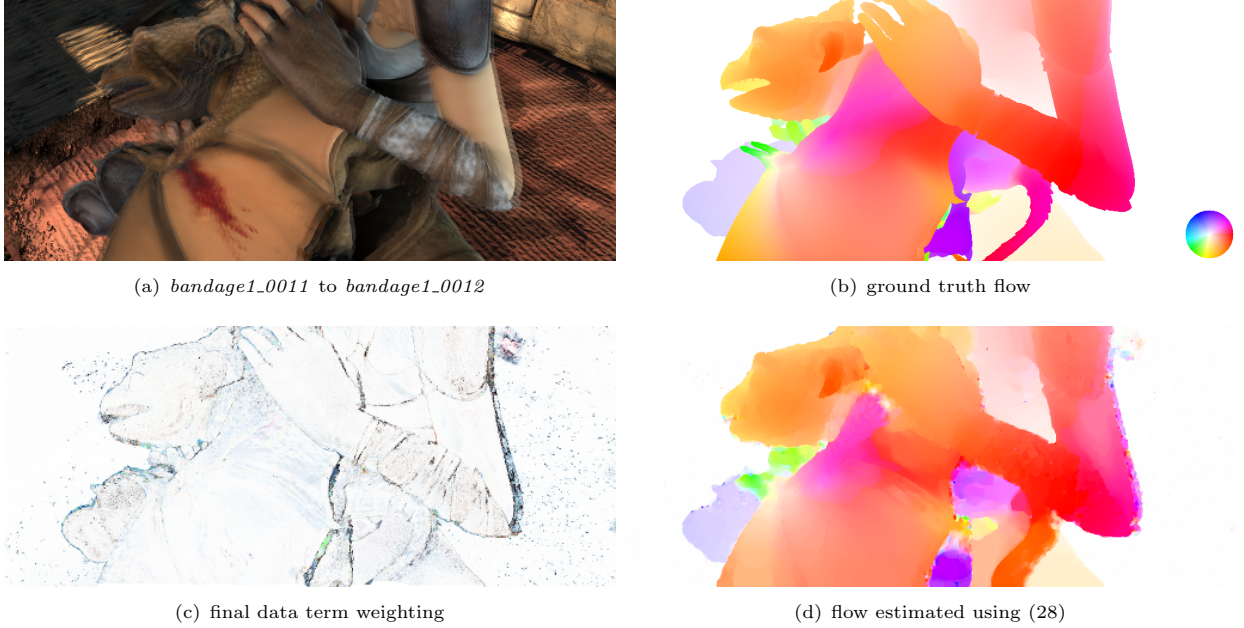 (a) bandage1_0011 to bandage1_0012
(b) ground truth flow
(c) final data term weighting
(d) flow estimated using (28)